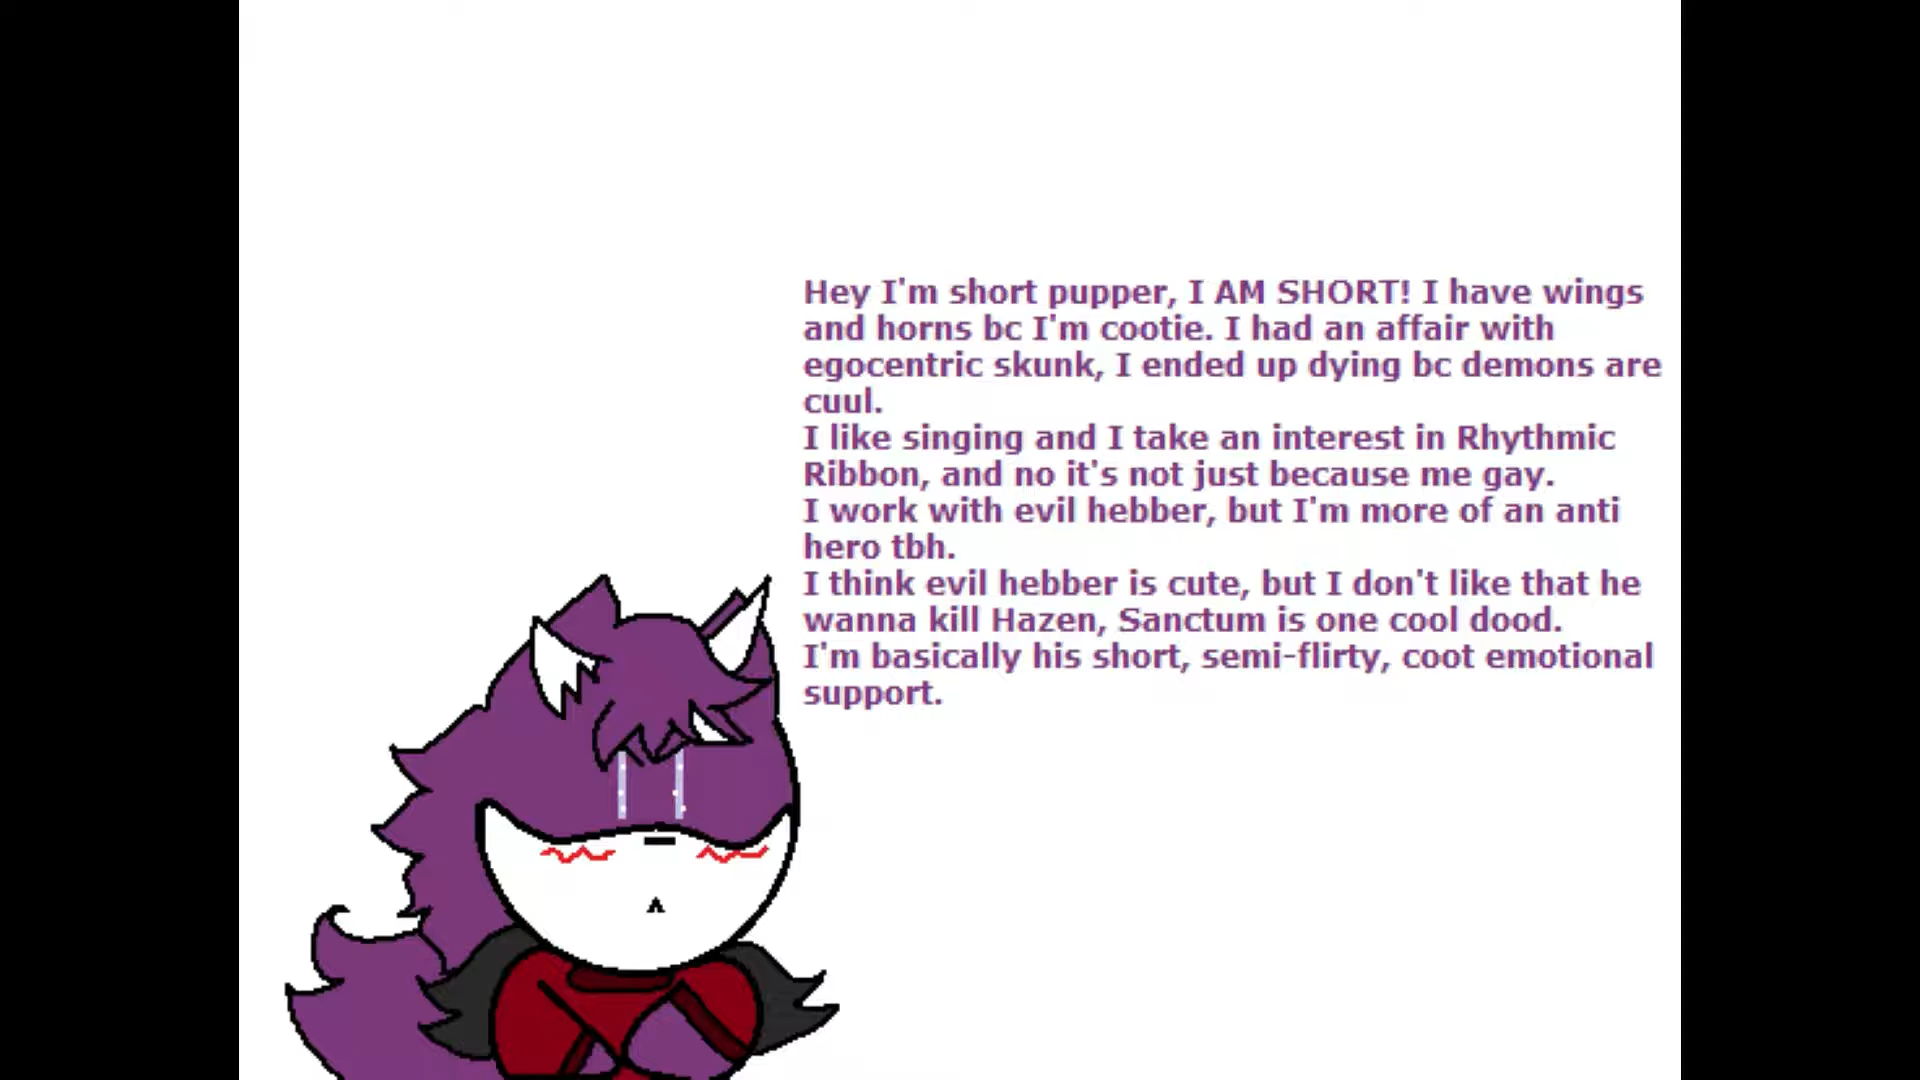 Hey I'm short pupper, I AM SHORT! I have wings
and horns bc I'm cootie. I had an affair with
egocentric skunk, I ended up dying bc demons are
cuul.
I like singing and I take an interest in Rhythmic
Ribbon, and no it's not just because me gay.
I work with evil hebber, but I'm more of an anti
hero tbh.
I think evil hebber is cute, but I don't like that he
wanna kill Hazen, Sanctum is one cool dood.
I'm basically his short, semi-flirty, coot emotional
support.